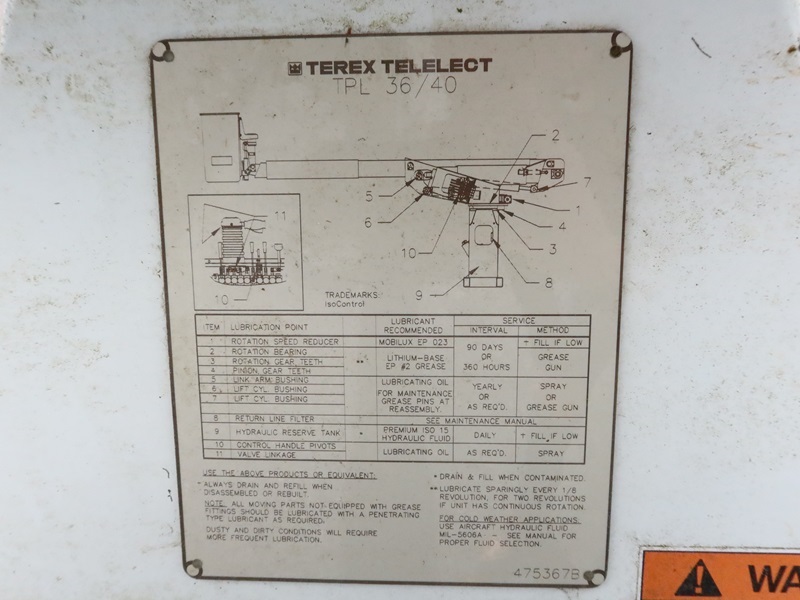 TEREX TELELECT
TPL 36/40
2
5
7
6
1
4
11
10
3
10
9
8
TRADEMARKS:
isoControl
ITEM LUBRICATION POINT LUBRICANT RECOMMENDED SERVICE
INTERVAL METHOD
1 ROTATION SPEED REDUCER MOBILUX EP 023 90 DAYS OR 360 HOURS + FILL IF LOW
2 ROTATION BEARING LITHIUM-BASE EP #2 GREASE GREASE GUN
3 ROTATION GEAR TEETH **
4 PINION GEAR TEETH
5 LINK ARM BUSHING LUBRICATING OIL FOR MAINTENANCE GREASE PINS AT REASSEMBLY. YEARLY OR AS REQ'D. SPRAY OR GREASE GUN
6 LIFT CYL BUSHING
7 LIFT CYL. BUSHING
8 RETURN LINE FILTER SEE MAINTENANCE MANUAL
9 HYDRAULIC RESERVE TANK * PREMIUM ISO 15 HYDRAULIC FLUID DAILY + FILL IF LOW
10 CONTROL HANDLE PIVOTS LUBRICATING OIL AS REQ'D. SPRAY
11 VALVE LINKAGE
USE THE ABOVE PRODUCTS OR EQUIVALENT:
+ ALWAYS DRAIN AND REFILL WHEN
DISASSEMBLED OR REBUILT.
NOTE: ALL MOVING PARTS NOT EQUIPPED WITH GREASE
FITTINGS SHOULD BE LUBRICATED WITH A PENETRATING
TYPE LUBRICANT AS REQUIRED.
DUSTY AND DIRTY CONDITIONS WILL REQUIRE
MORE FREQUENT LUBRICATION.
* DRAIN & FILL WHEN CONTAMINATED.
** LUBRICATE SPARINGLY EVERY 1/8
REVOLUTION, FOR TWO REVOLUTIONS
IF UNIT HAS CONTINUOUS ROTATION.
FOR COLD WEATHER APPLICATIONS:
USE AIRCRAFT HYDRAULIC FLUID
MIL-5606A - SEE MANUAL FOR
PROPER FLUID SELECTION.
475367B
WA